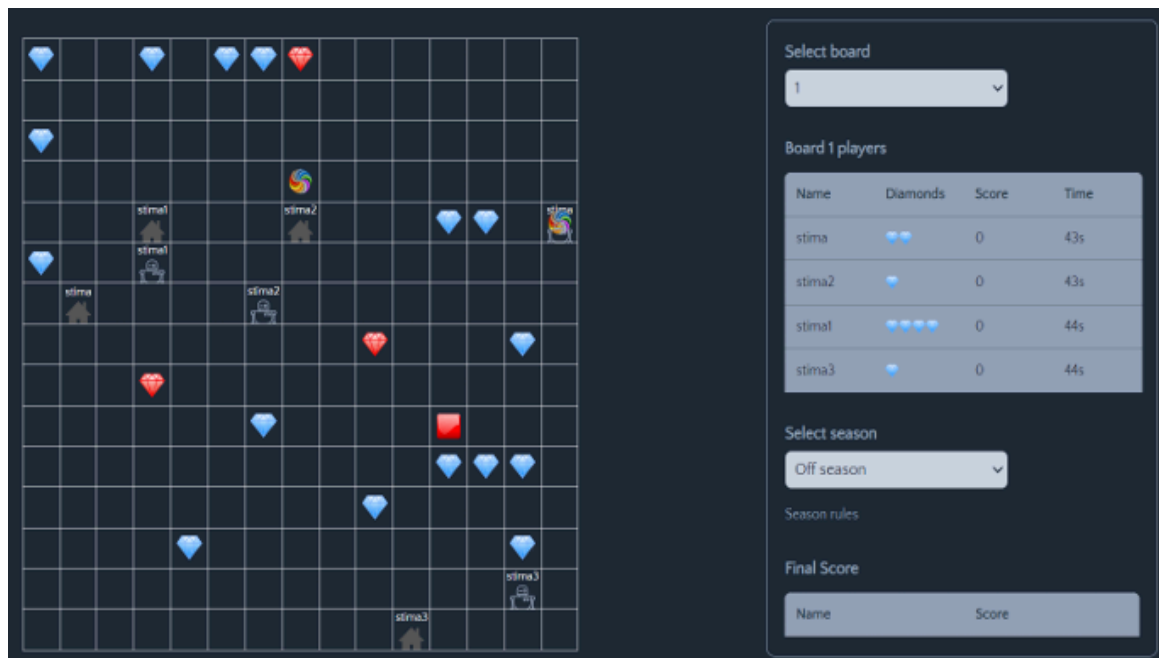 Select board
1
Board 1 players
Name Diamonds Score Time
stima 0 43s
stima2 0 43s
stima1 0 44s
stima3 0 44s
Select season
Off season
Season rules
Final Score
Name Score
stima1 stima2 stima
stima1
stima stima2
stima3
stima3